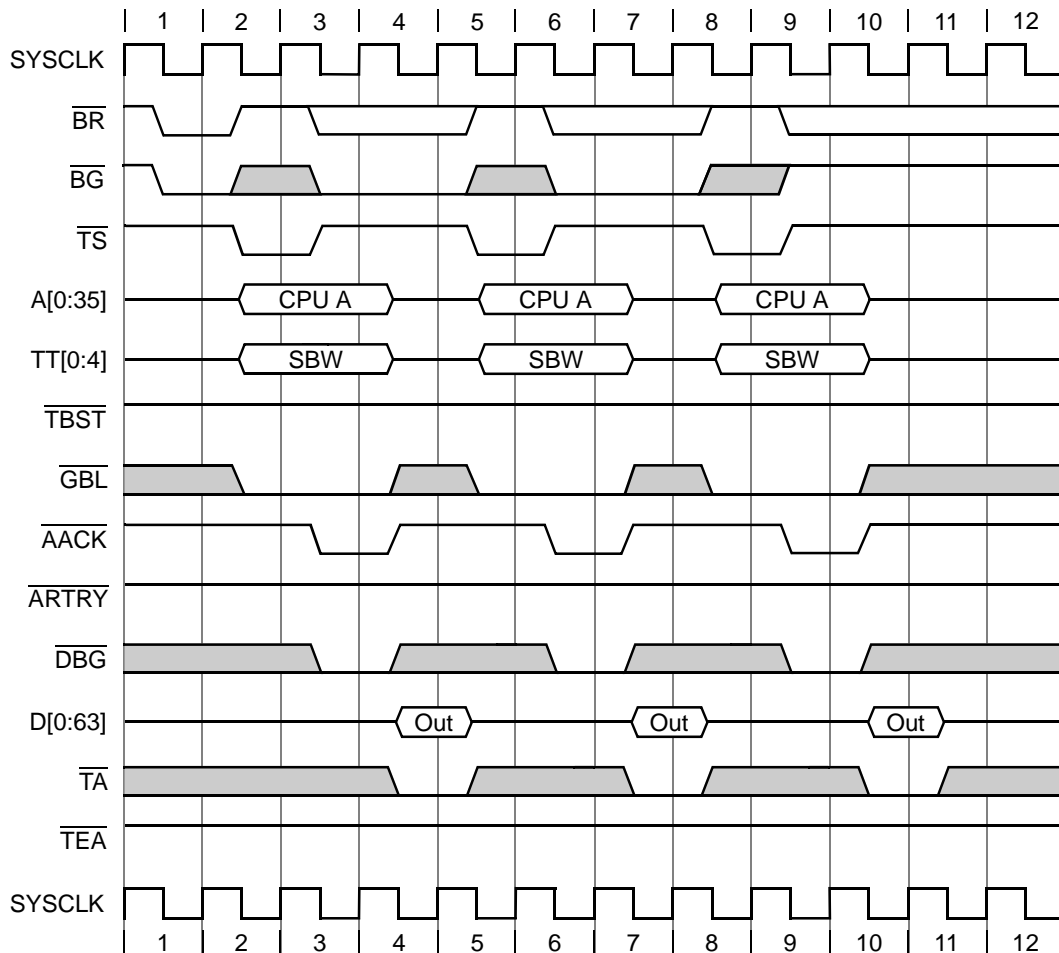 1 2 3 4 5 6 7 8 9 10 11 12
SYSCLK
BR
BG
TS
A[0:35] CPU A CPU A CPU A
TT[0:4] SBW SBW SBW
TBST
GBL
AACK
ARTRY
DBG
D[0:63] Out Out Out
TA
TEA
SYSCLK
1 2 3 4 5 6 7 8 9 10 11 12